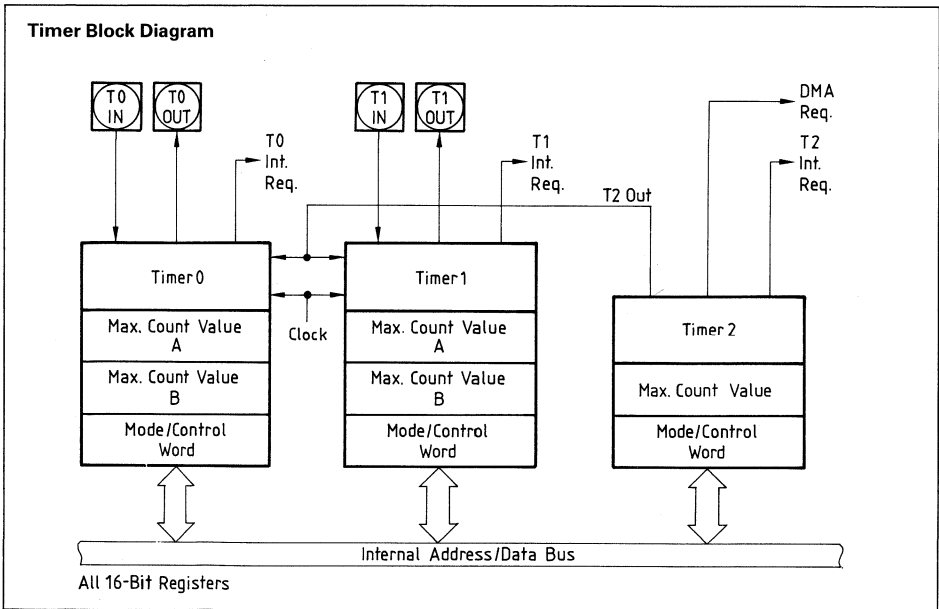 Timer Block Diagram
T0
IN
T0
OUT
T1
IN
T1
OUT
DMA
Req.
T0
Int.
Req.
T1
Int.
Req.
T2
Int.
Req.
T2 Out
Timer 0
Max. Count Value
A
Max. Count Value
B
Mode/Control
Word
Clock
Timer 1
Max. Count Value
A
Max. Count Value
B
Mode/Control
Word
Timer 2
Max. Count Value
Mode/Control
Word
Internal Address/Data Bus
All 16-Bit Registers